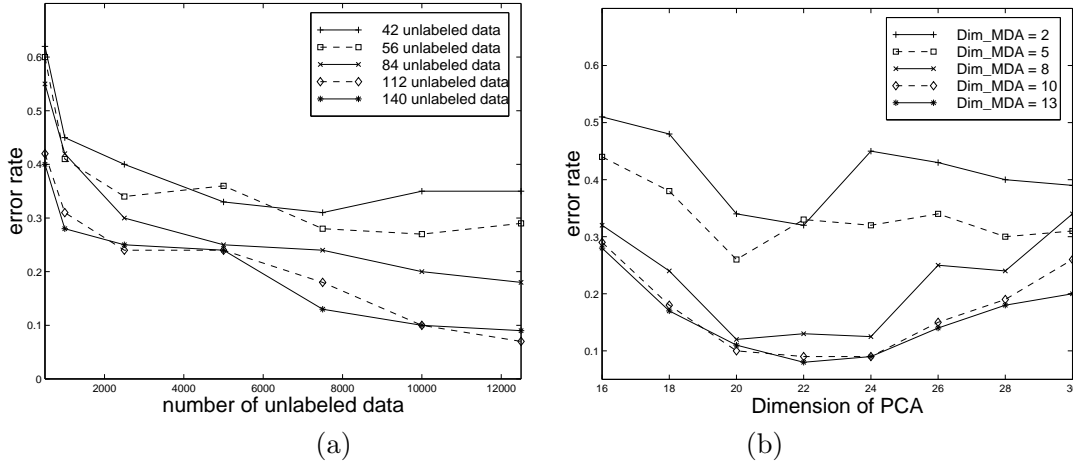 42 unlabeled data
56 unlabeled data
84 unlabeled data
112 unlabeled data
140 unlabeled data
0.6
0.5
0.4
0.3
0.2
0.1
0
error rate
2000 4000 6000 8000 10000 12000
number of unlabeled data
(a)
Dim_MDA = 2
Dim_MDA = 5
Dim_MDA = 8
Dim_MDA = 10
Dim_MDA = 13
0.6
0.5
0.4
0.3
0.2
0.1
error rate
16 18 20 22 24 26 28 30
Dimension of PCA
(b)